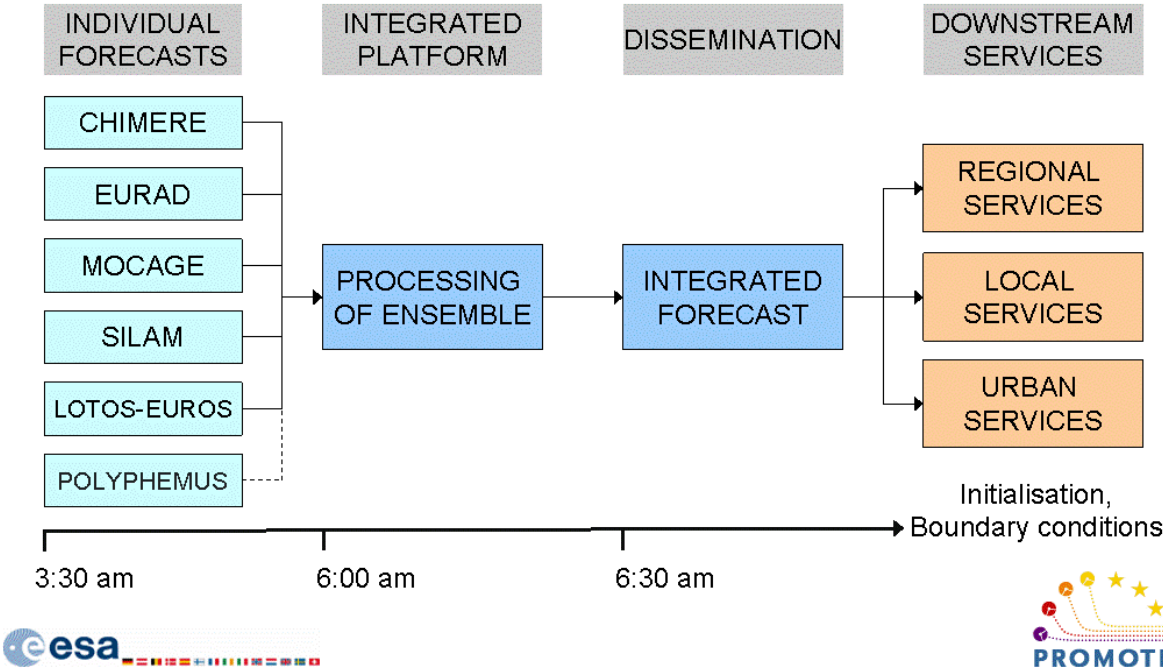 INDIVIDUAL
FORECASTS
INTEGRATED
PLATFORM
DISSEMINATION
DOWNSTREAM
SERVICES
CHIMERE
EURAD
MOCAGE
SILAM
LOTOS-EUROS
POLYPHEMUS
PROCESSING
OF ENSEMBLE
INTEGRATED
FORECAST
REGIONAL
SERVICES
LOCAL
SERVICES
URBAN
SERVICES
Initialisation,
Boundary conditions
3:30 am
6:00 am
6:30 am
esa
PROMOT